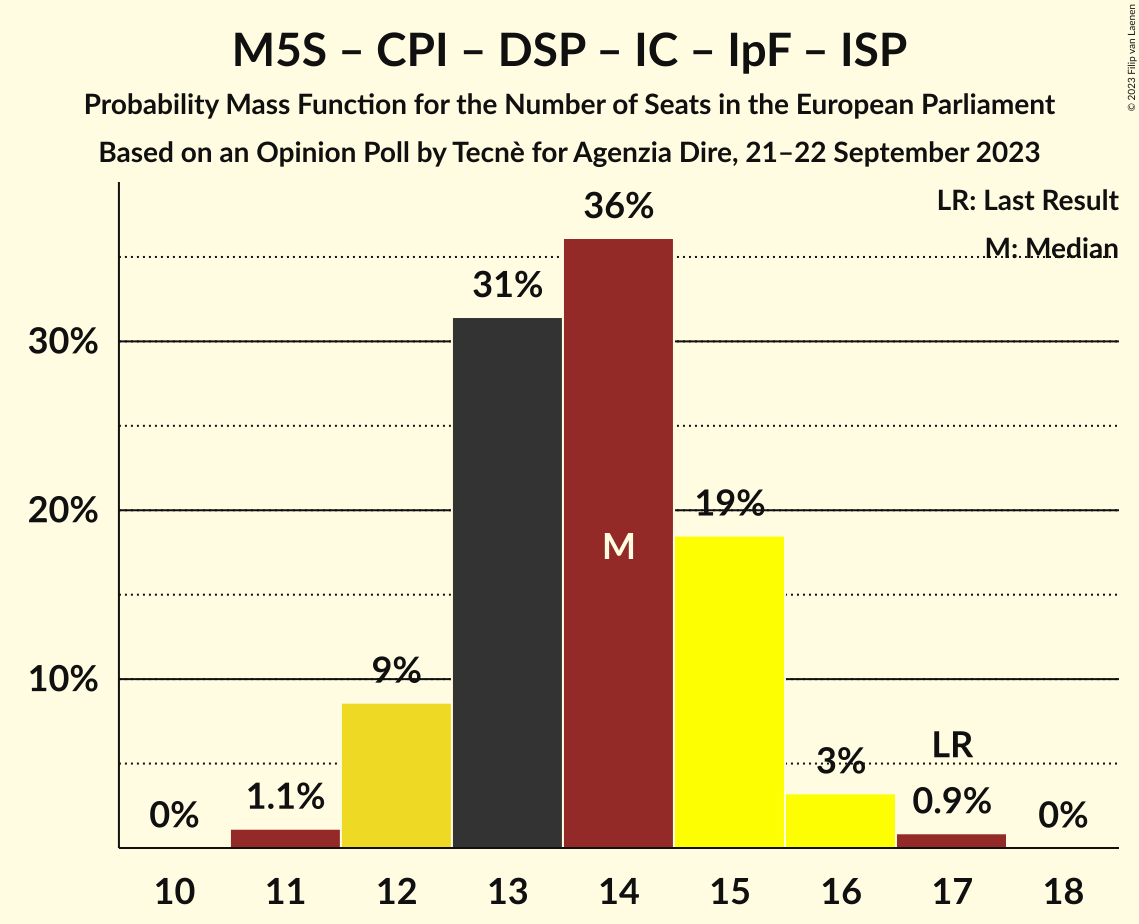 M5S – CPI – DSP – IC – IpF – ISP
Probability Mass Function for the Number of Seats in the European Parliament
Based on an Opinion Poll by Tecnè for Agenzia Dire, 21–22 September 2023
© 2023 Filip van Laenen
LR: Last Result
M: Median
36%
31%
30%
19%
20%
M
9%
10%
LR
3%
1.1%
0.9%
0%
0%
10 11 12 13 14 15 16 17 18